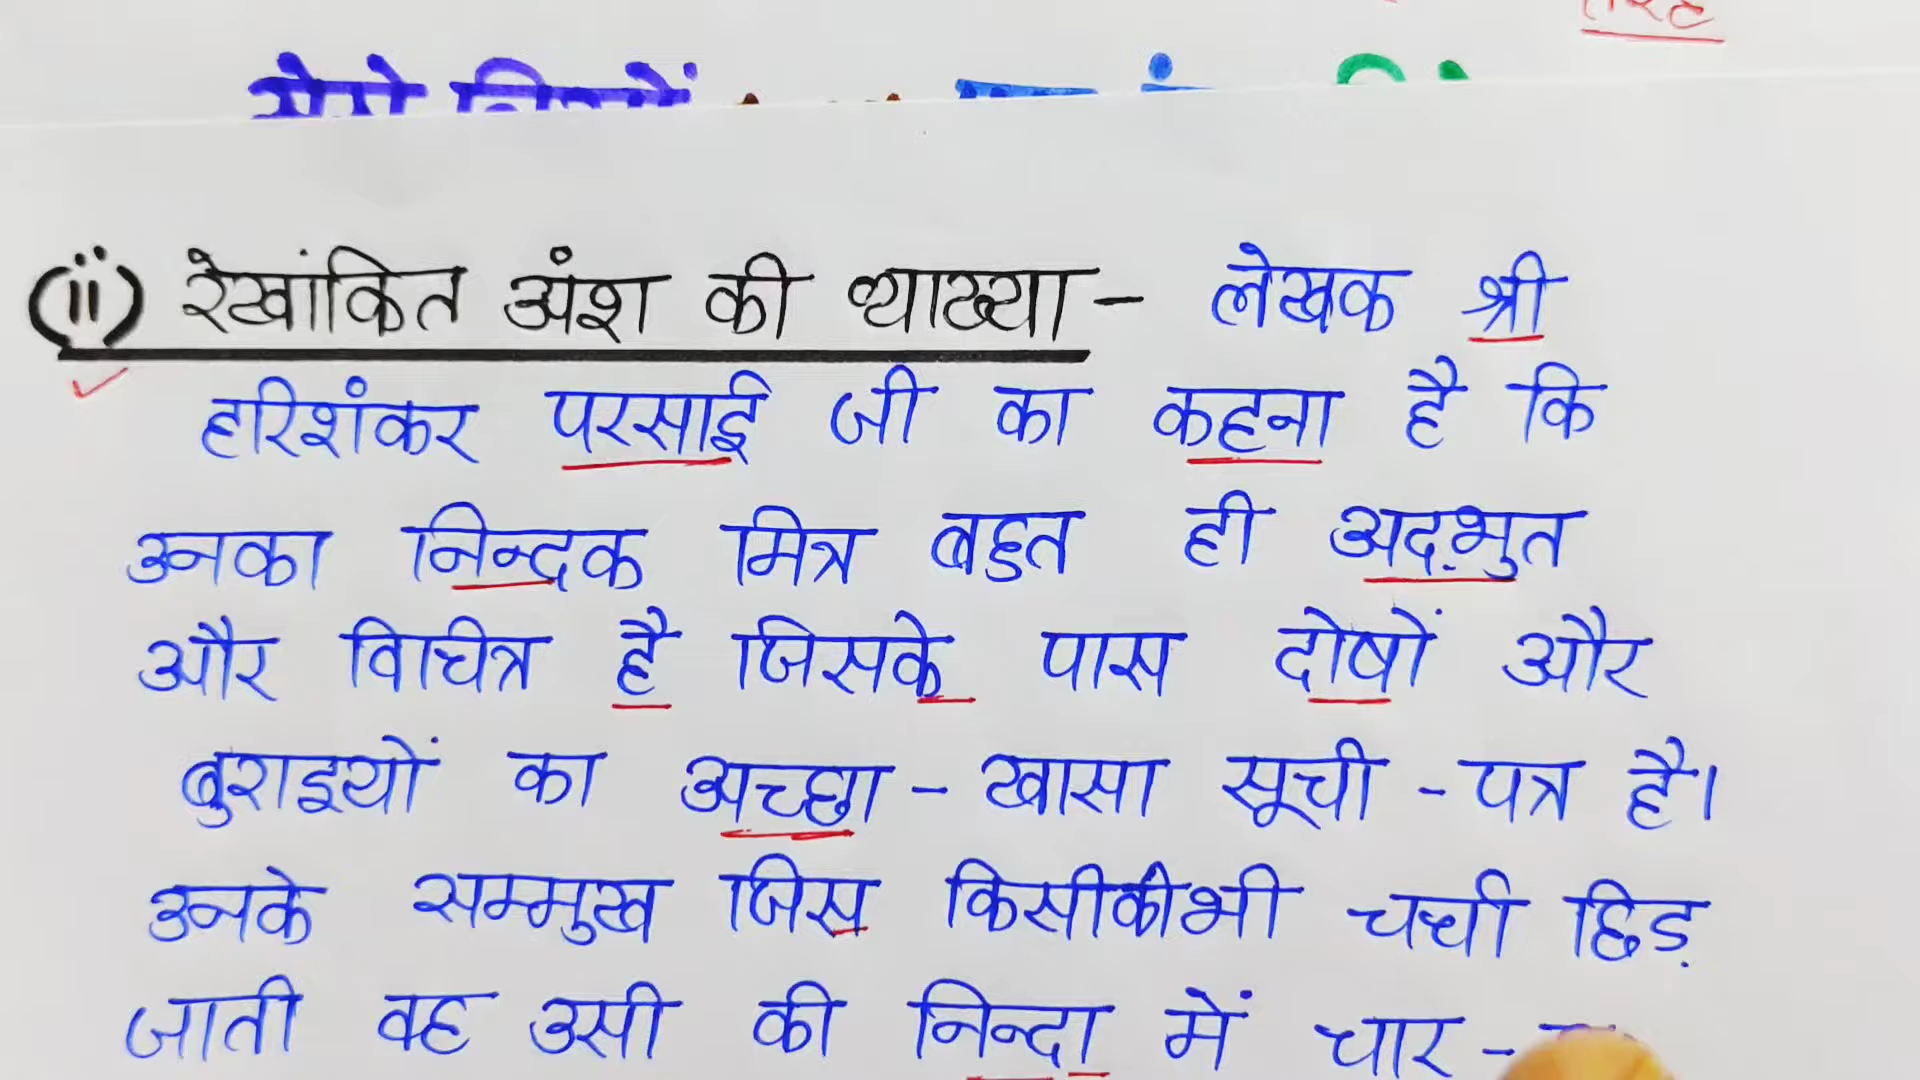 (ii) रेखांकित अंश की व्याख्या - लेखक श्री
हरिशंकर परसाई जी का कहना है कि
उनका निन्दक मित्र बहुत ही अद्भुत
और विचित्र है जिसके पास दोषों और
बुराइयों का अच्छा - खासा सूची - पत्र है।
उनके सम्मुख जिस किसी की भी चर्चा छिड़
जाती वह उसी की निन्दा में चार -